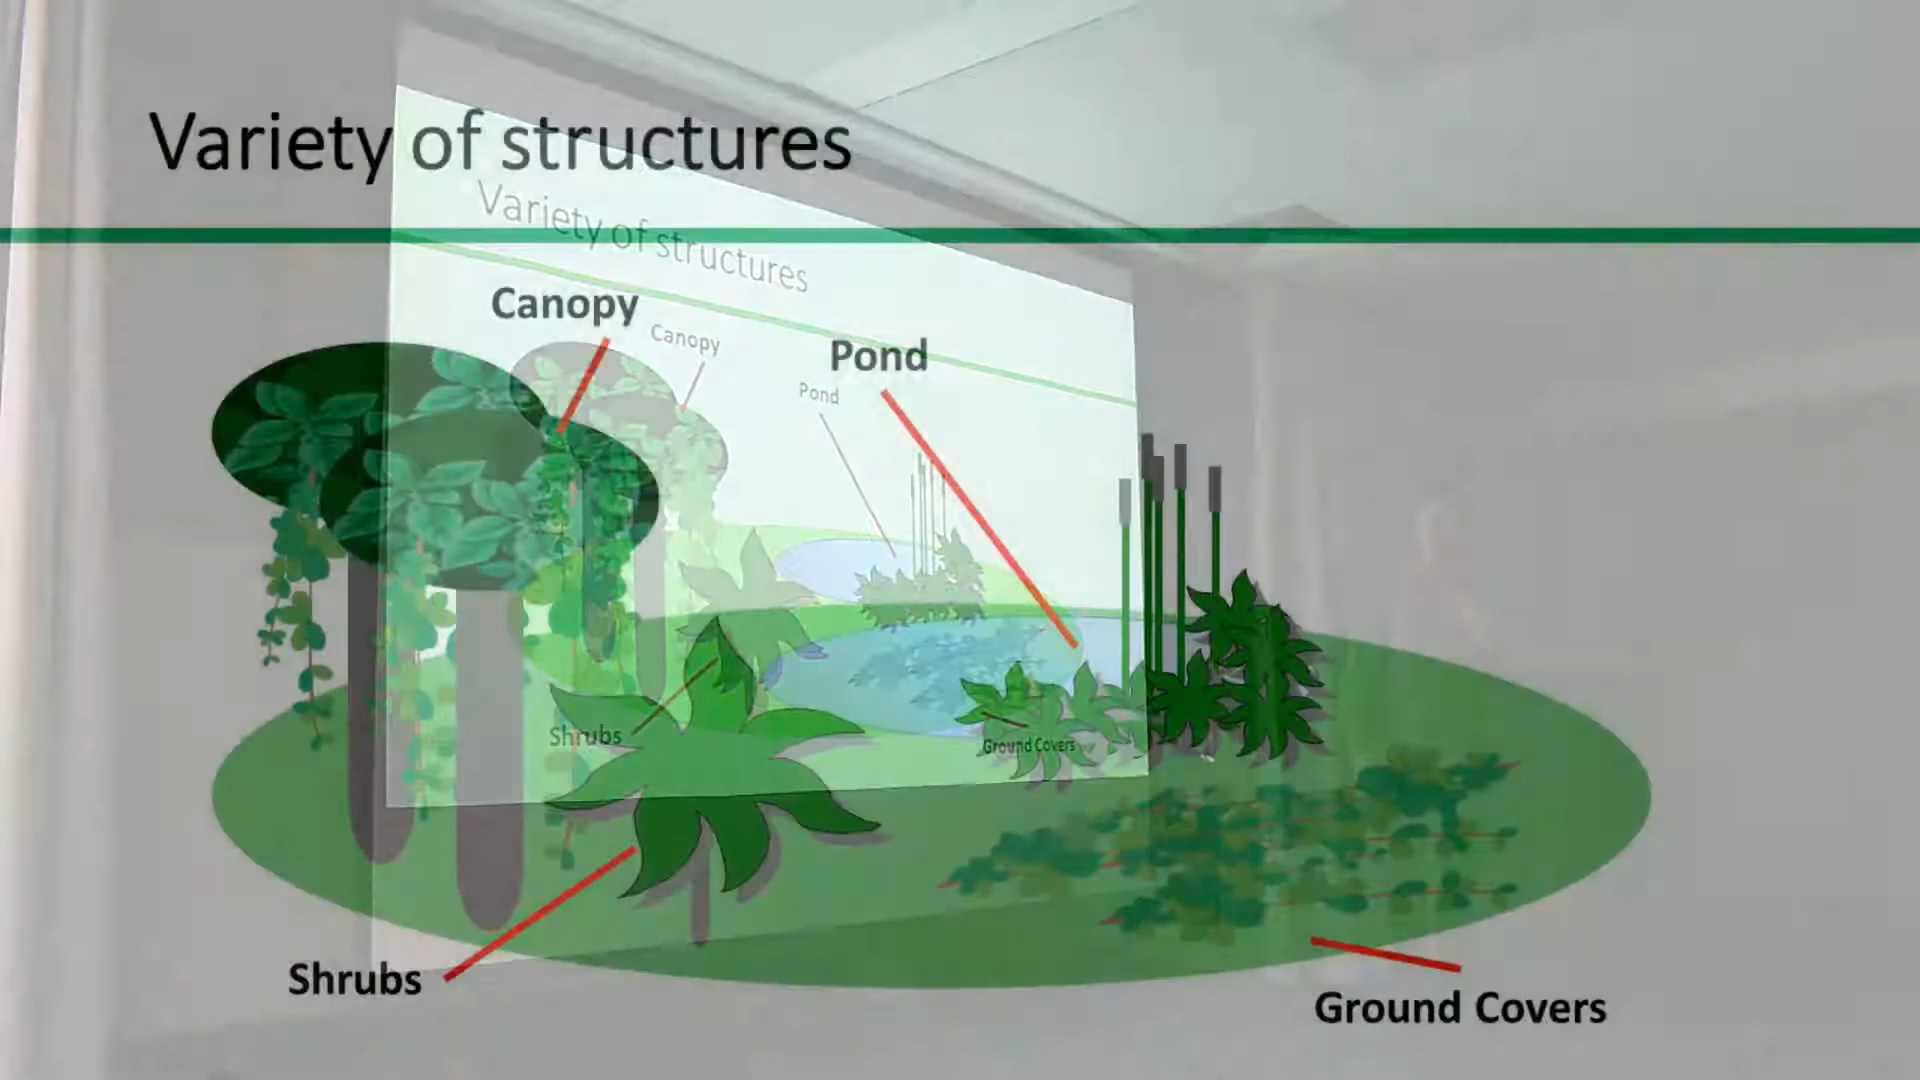 Variety of structures
Variety of structures
Canopy
Canopy
Pond
Pond
Shrubs
Ground Covers
Shrubs
Ground Covers